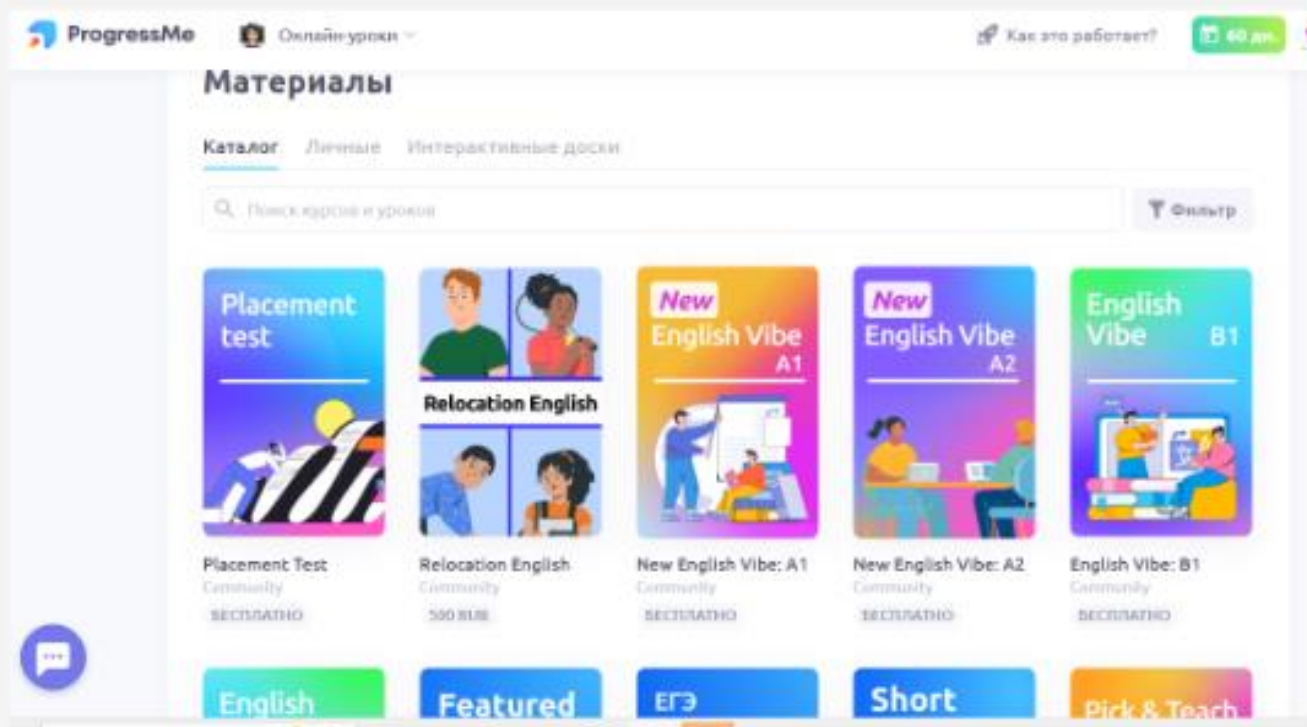 ProgressMe
Онлайн-уроки
Как это работает?
60 дн.
Материалы
Каталог Личные Интерактивные доски
Поиск курсов и уроков
Фильтр
Placement
test
Relocation English
New
English Vibe
A1
New
English Vibe
A2
English
Vibe B1
Placement Test
Community
БЕСПЛАТНО
Relocation English
Community
500 RUB
New English Vibe: A1
Community
БЕСПЛАТНО
New English Vibe: A2
Community
БЕСПЛАТНО
English Vibe: B1
Community
БЕСПЛАТНО
English
Featured
ЕГЭ
Short
Pick & Teach